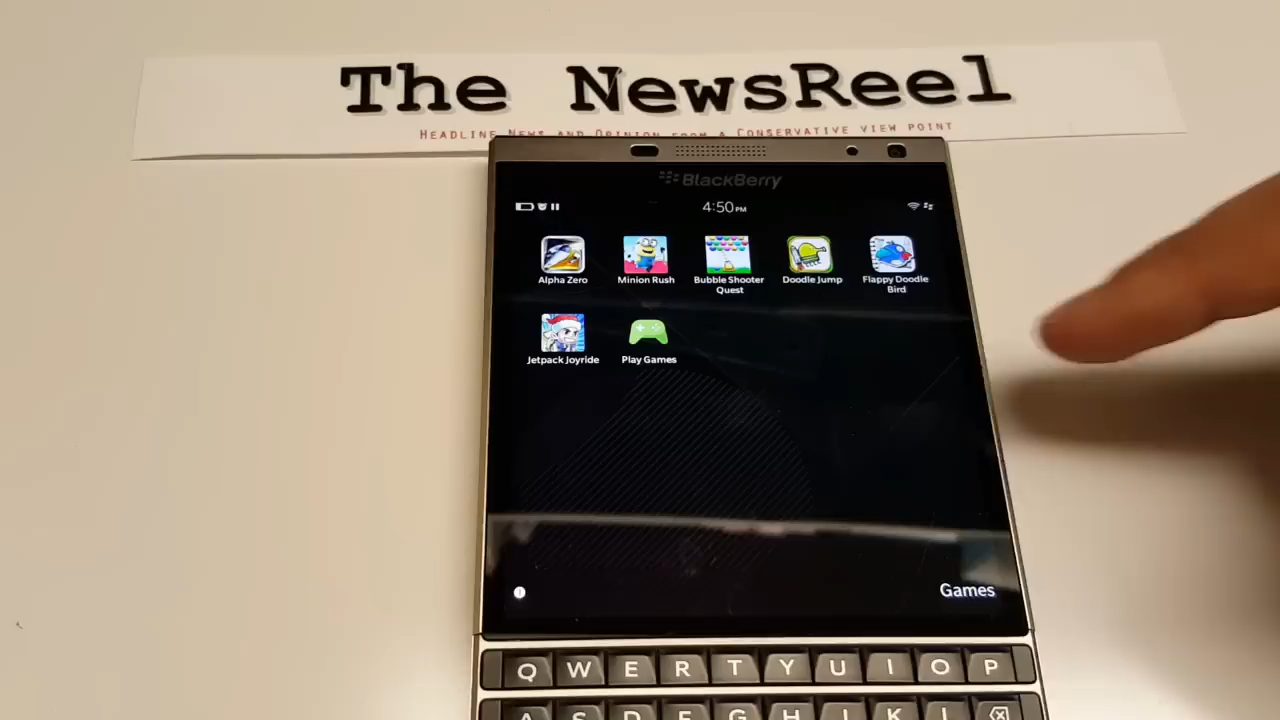 The NewsReel
Headline News and Opinion from a Conservative view point
BlackBerry
4:50PM
Alpha Zero
Minion Rush
Bubble Shooter
Quest
Doodle Jump
Flappy Doodle
Bird
Jetpack Joyride
Play Games
Games
Q W E R T Y U I O P
A S D F G H J K L